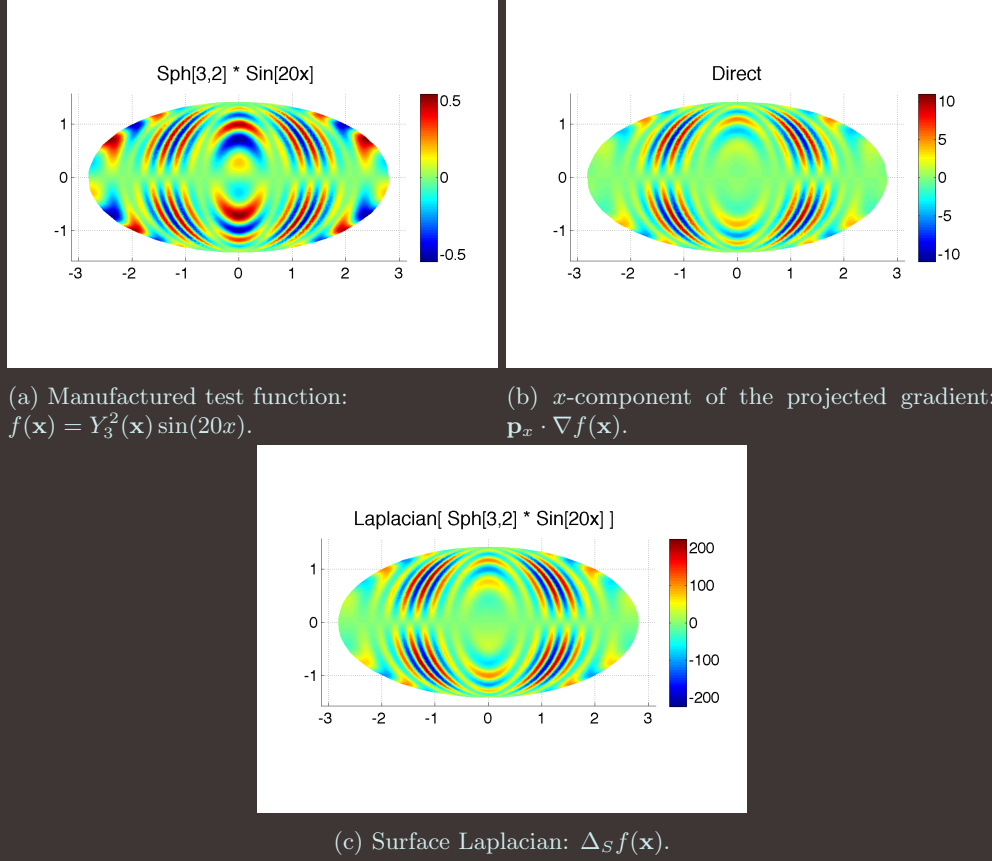 Sph[3,2] * Sin[20x]
1
0
-1
-3 -2 -1 0 1 2 3
0.5
0
-0.5
Direct
1
0
-1
-3 -2 -1 0 1 2 3
10
5
0
-5
-10
(a) Manufactured test function:
f(x) = Y₃²(x) sin(20x).
(b) x-component of the projected gradient:
pₓ · ∇f(x).
Laplacian[ Sph[3,2] * Sin[20x] ]
1
0
-1
-3 -2 -1 0 1 2 3
200
100
0
-100
-200
(c) Surface Laplacian: Δ_S f(x).